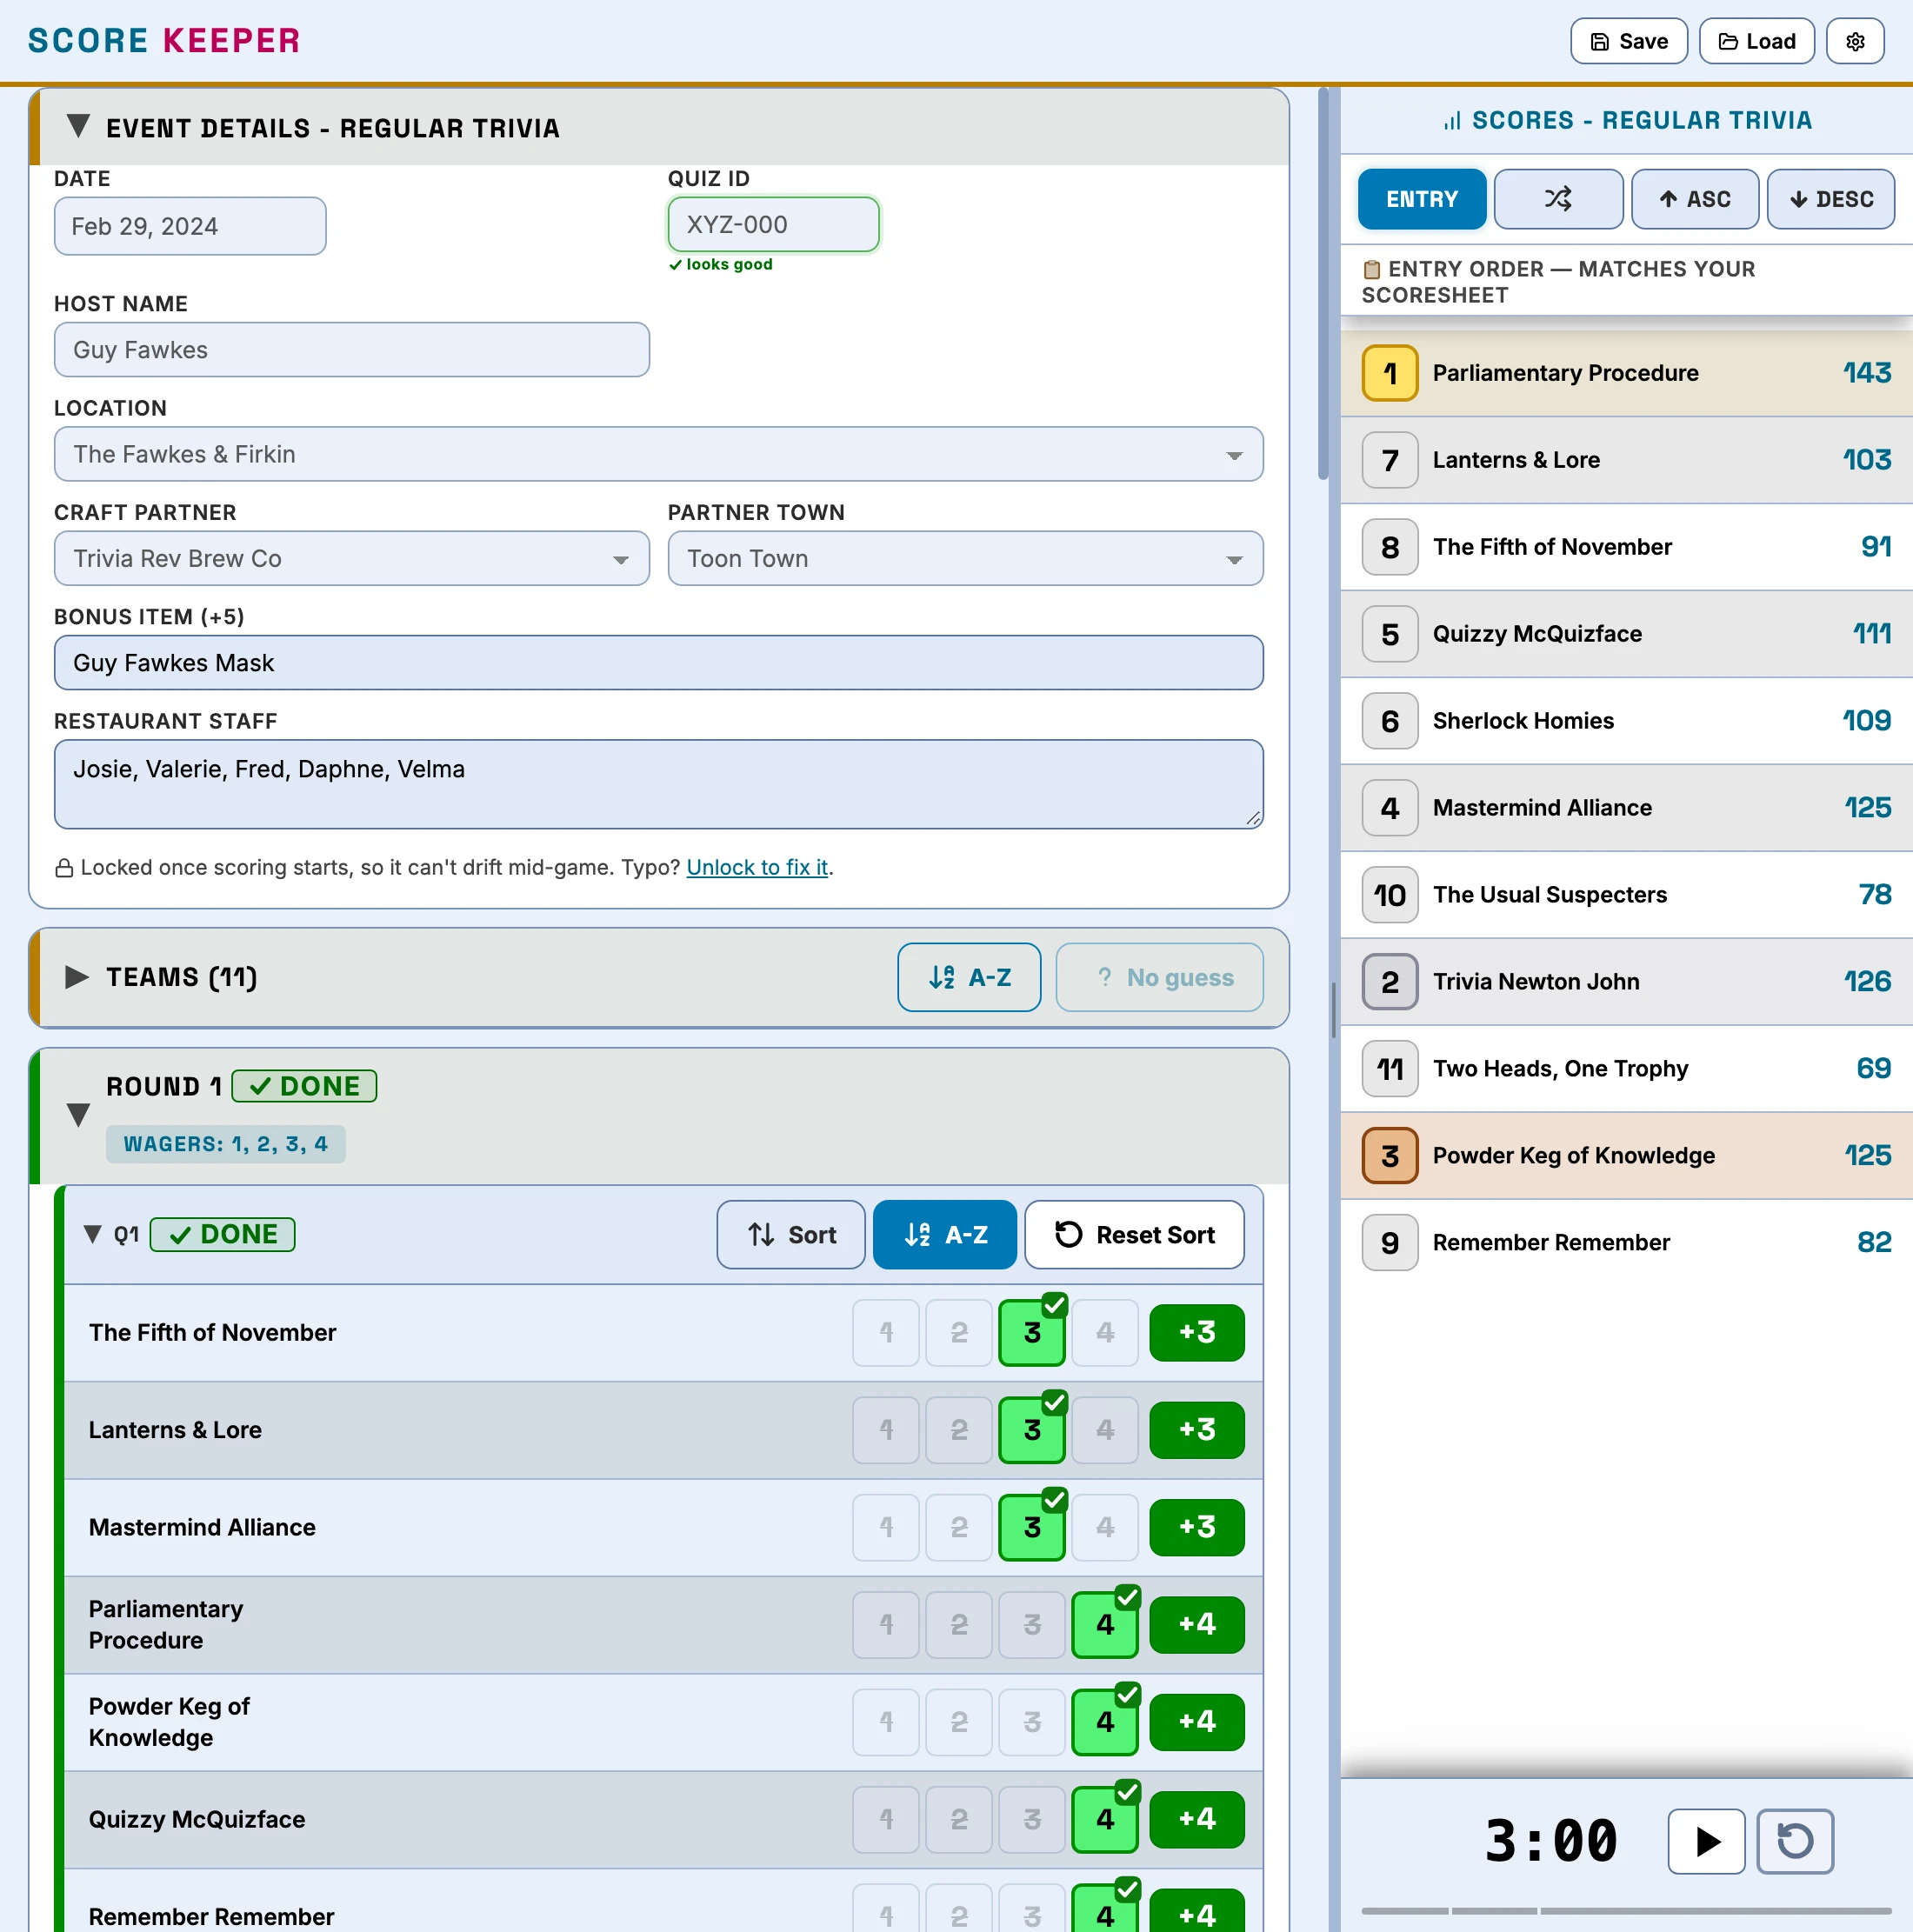 SCORE KEEPER
Save
Load
EVENT DETAILS - REGULAR TRIVIA
DATE
QUIZ ID
Feb 29, 2024
XYZ-000
looks good
HOST NAME
Guy Fawkes
LOCATION
The Fawkes & Firkin
CRAFT PARTNER
PARTNER TOWN
Trivia Rev Brew Co
Toon Town
BONUS ITEM (+5)
Guy Fawkes Mask
RESTAURANT STAFF
Josie, Valerie, Fred, Daphne, Velma
Locked once scoring starts, so it can't drift mid-game. Typo? Unlock to fix it.
TEAMS (11)
A-Z
? No guess
ROUND 1 DONE
WAGERS: 1, 2, 3, 4
Q1 DONE
Sort
A-Z
Reset Sort
The Fifth of November 1 2 3 4 +3
Lanterns & Lore 1 2 3 4 +3
Mastermind Alliance 1 2 3 4 +3
Parliamentary
Procedure 1 2 3 4 +4
Powder Keg of
Knowledge 1 2 3 4 +4
Quizzy McQuizface 1 2 3 4 +4
Remember Remember 1 2 3 4 +4
SCORES - REGULAR TRIVIA
ENTRY
ASC
DESC
ENTRY ORDER — MATCHES YOUR
SCORESHEET
1 Parliamentary Procedure 143
7 Lanterns & Lore 103
8 The Fifth of November 91
5 Quizzy McQuizface 111
6 Sherlock Homies 109
4 Mastermind Alliance 125
10 The Usual Suspecters 78
2 Trivia Newton John 126
11 Two Heads, One Trophy 69
3 Powder Keg of Knowledge 125
9 Remember Remember 82
3:00